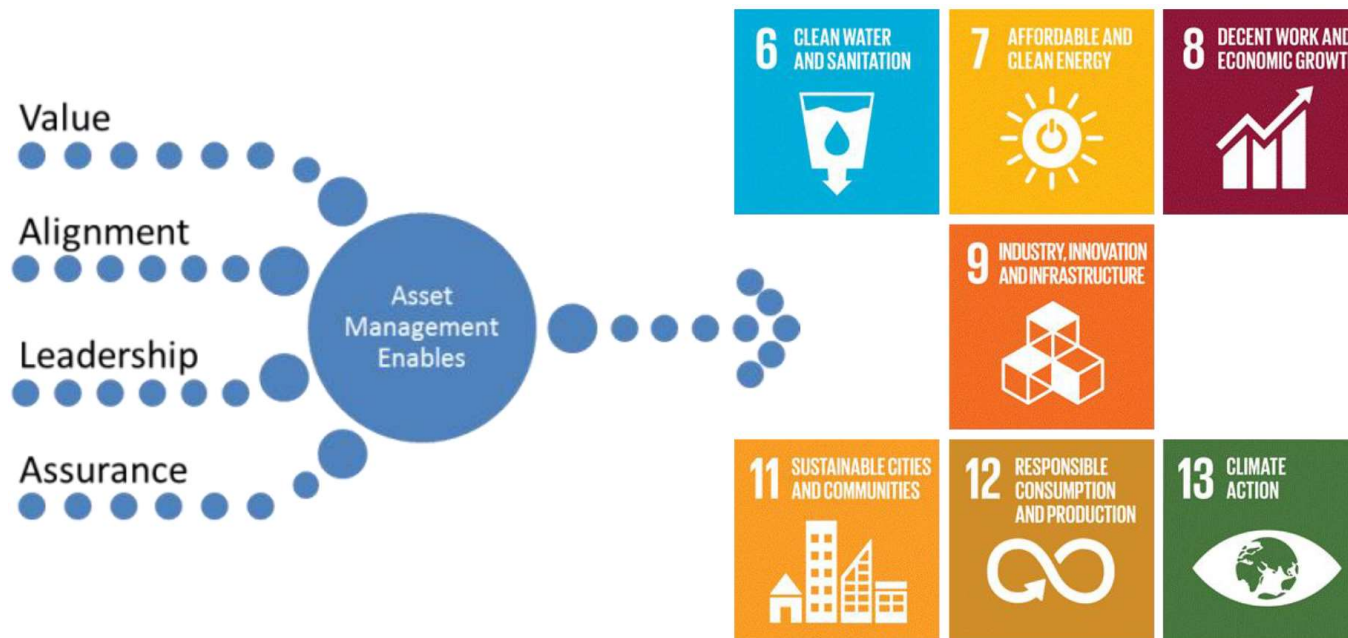 Value
Alignment
Leadership
Assurance
Asset
Management
Enables
6 CLEAN WATER
AND SANITATION
7 AFFORDABLE AND
CLEAN ENERGY
8 DECENT WORK AND
ECONOMIC GROWTH
9 INDUSTRY, INNOVATION
AND INFRASTRUCTURE
11 SUSTAINABLE CITIES
AND COMMUNITIES
12 RESPONSIBLE
CONSUMPTION
AND PRODUCTION
13 CLIMATE
ACTION